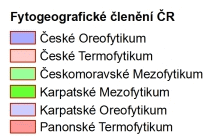 Fytogeografické členění ČR
České Oreofytikum
České Termofytikum
Českomoravské Mezofytikum
Karpatské Mezofytikum
Karpatské Oreofytikum
Panonské Termofytikum